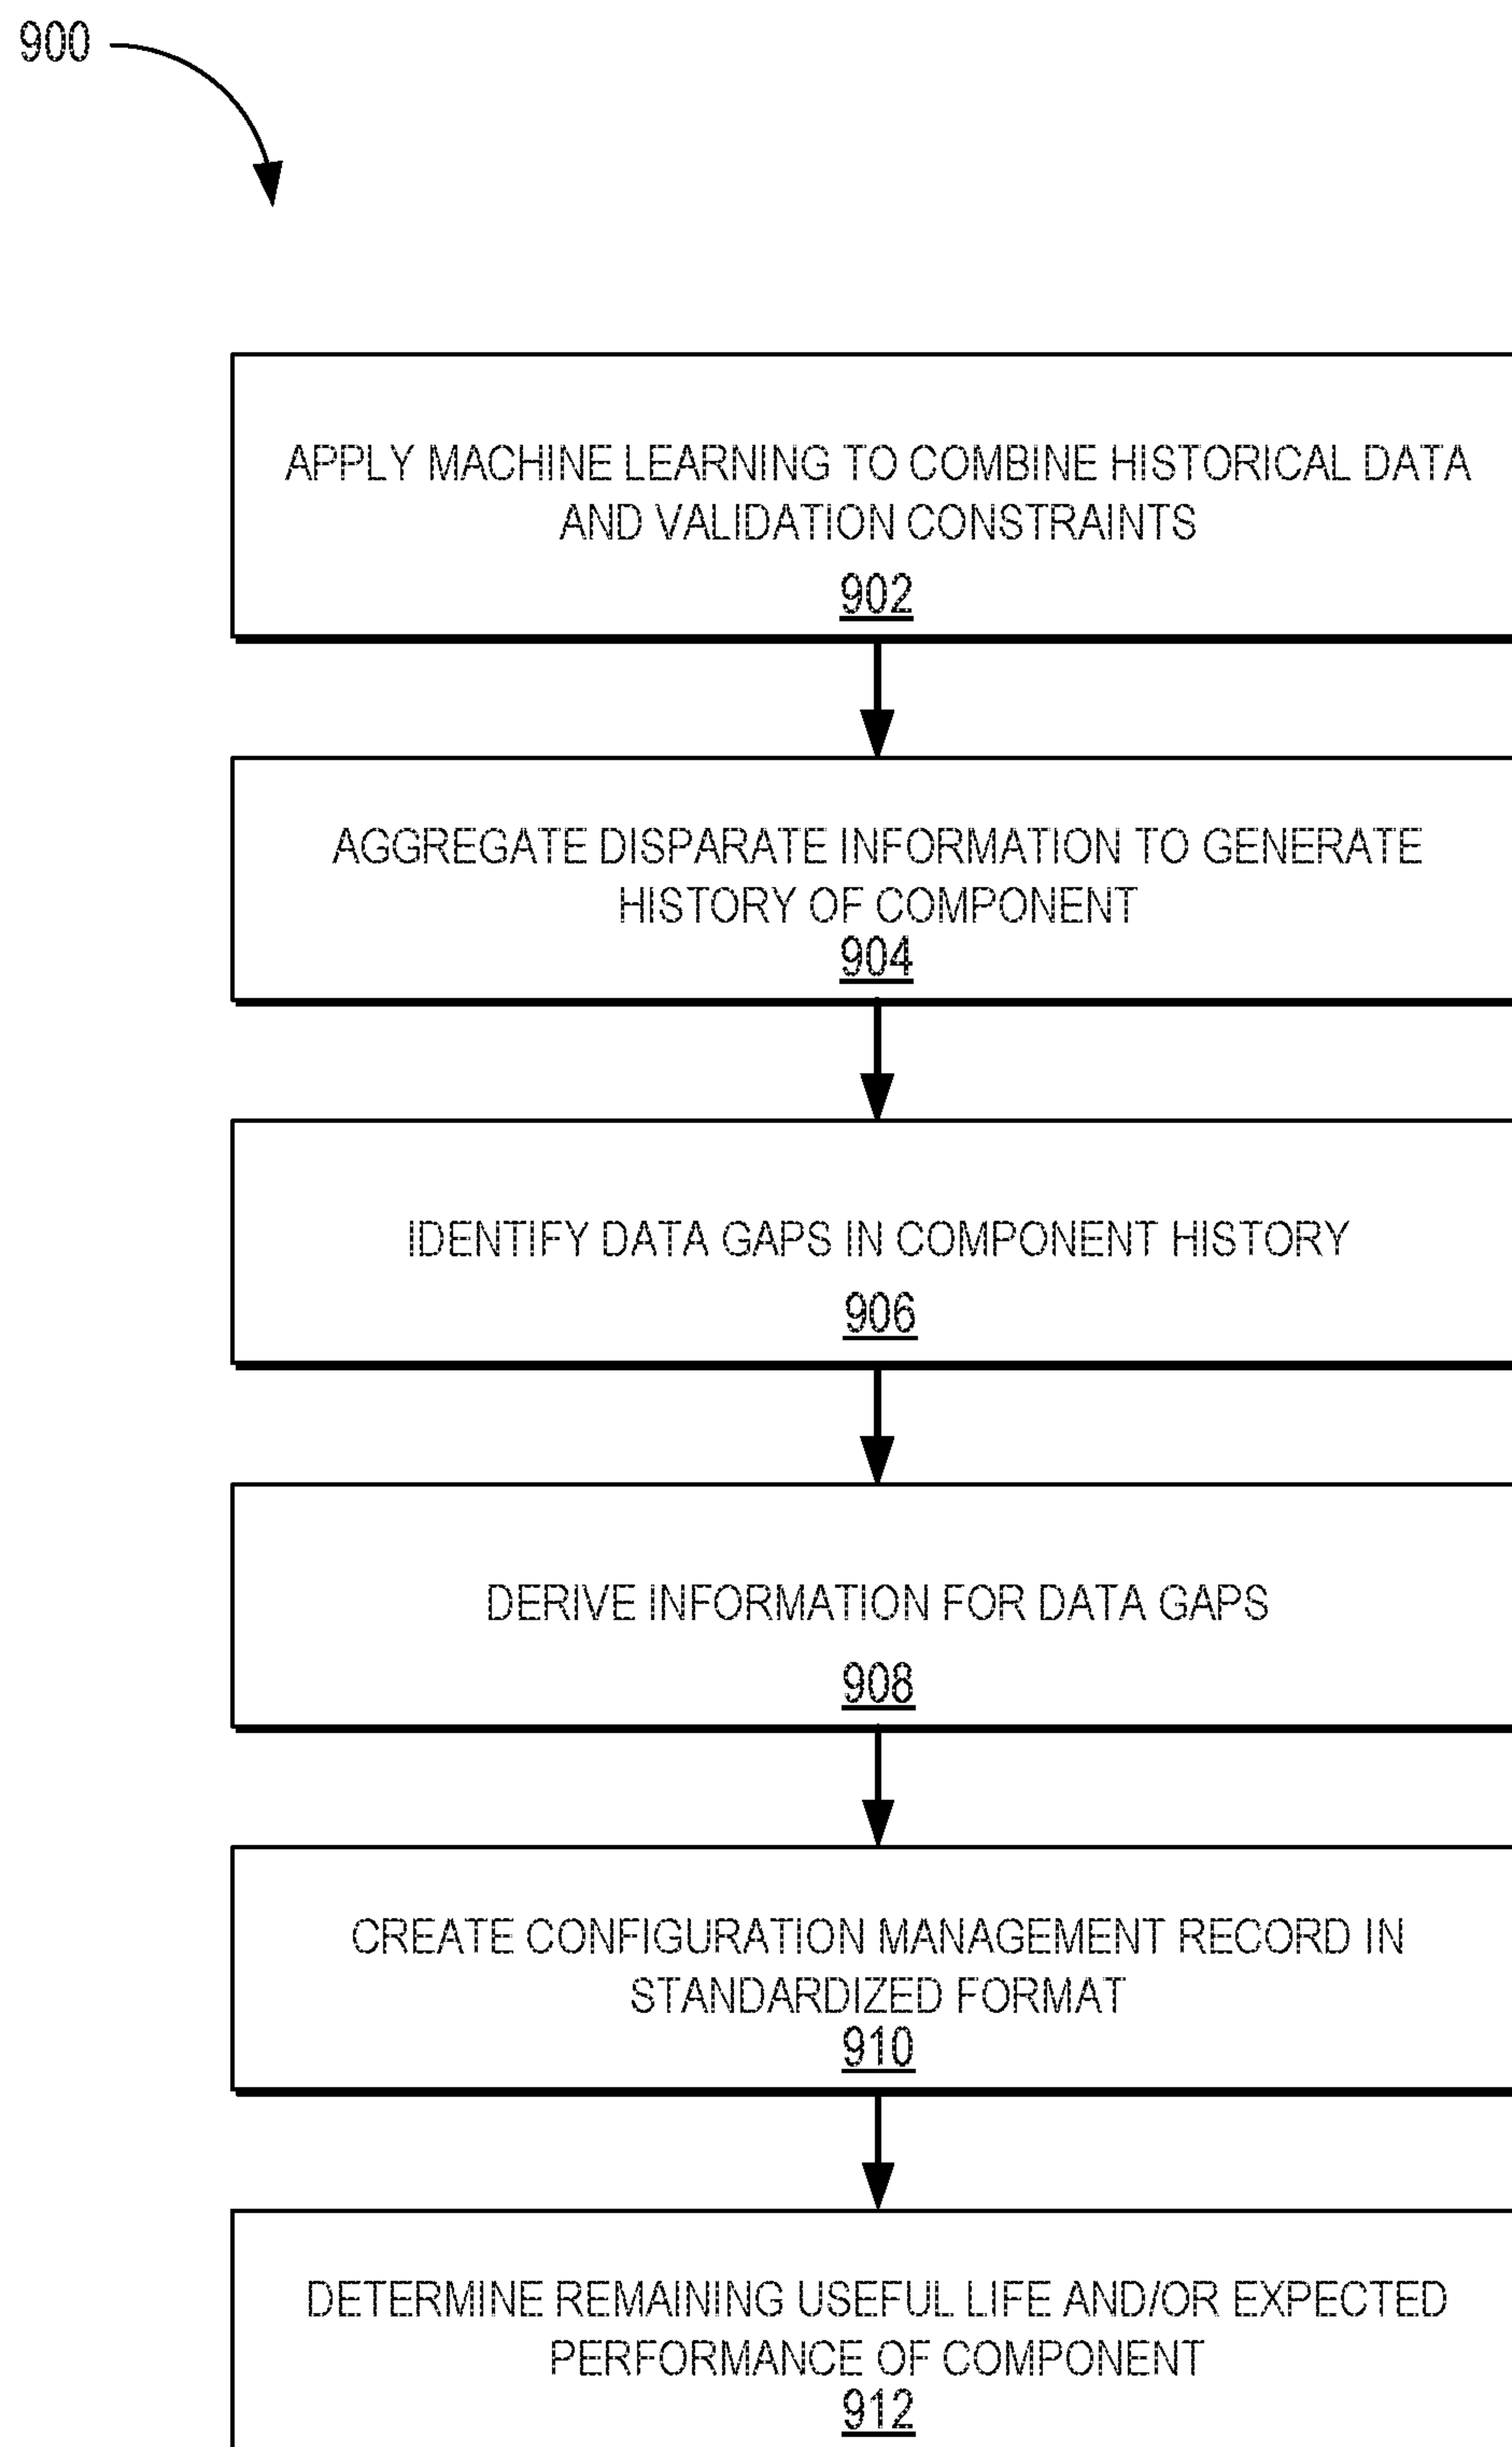 900
APPLY MACHINE LEARNING TO COMBINE HISTORICAL DATA
AND VALIDATION CONSTRAINTS
902
AGGREGATE DISPARATE INFORMATION TO GENERATE
HISTORY OF COMPONENT
904
IDENTIFY DATA GAPS IN COMPONENT HISTORY
906
DERIVE INFORMATION FOR DATA GAPS
908
CREATE CONFIGURATION MANAGEMENT RECORD IN
STANDARDIZED FORMAT
910
DETERMINE REMAINING USEFUL LIFE AND/OR EXPECTED
PERFORMANCE OF COMPONENT
912